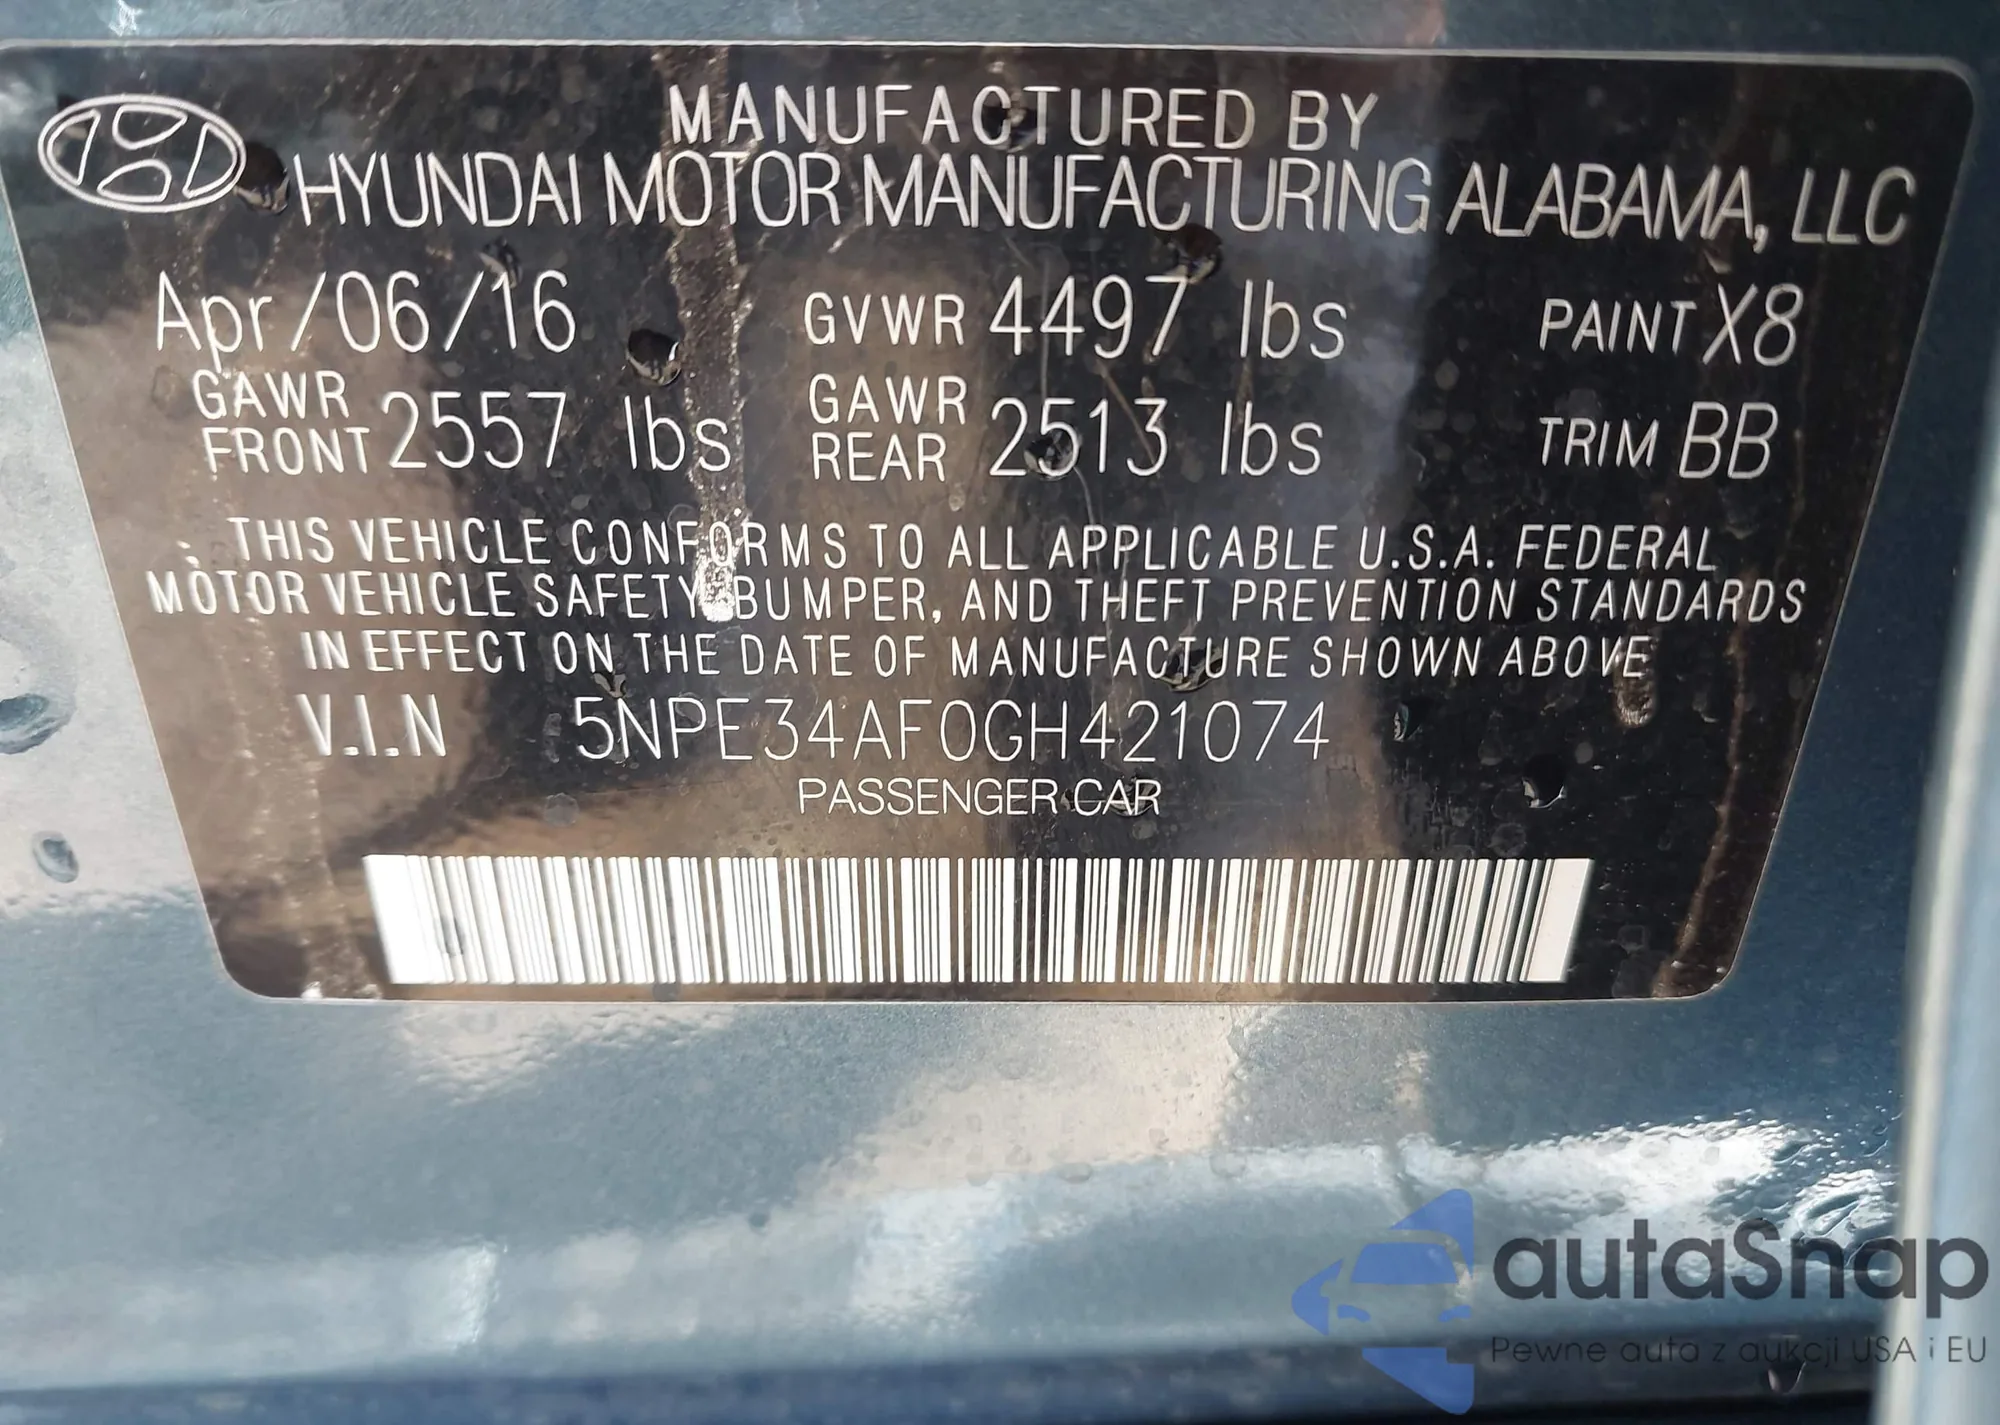 MANUFACTURED BY
HYUNDAI MOTOR MANUFACTURING ALABAMA, LLC
Apr/06/16 GVWR 4497 lbs PAINT X8
GAWR FRONT 2557 lbs GAWR REAR 2513 lbs TRIM BB
THIS VEHICLE CONFORMS TO ALL APPLICABLE U.S.A. FEDERAL
MOTOR VEHICLE SAFETY BUMPER, AND THEFT PREVENTION STANDARDS
IN EFFECT ON THE DATE OF MANUFACTURE SHOWN ABOVE
V.I.N 5NPE34AF0GH421074
PASSENGER CAR
autaSnap
Pewne auta z aukcji USA i EU